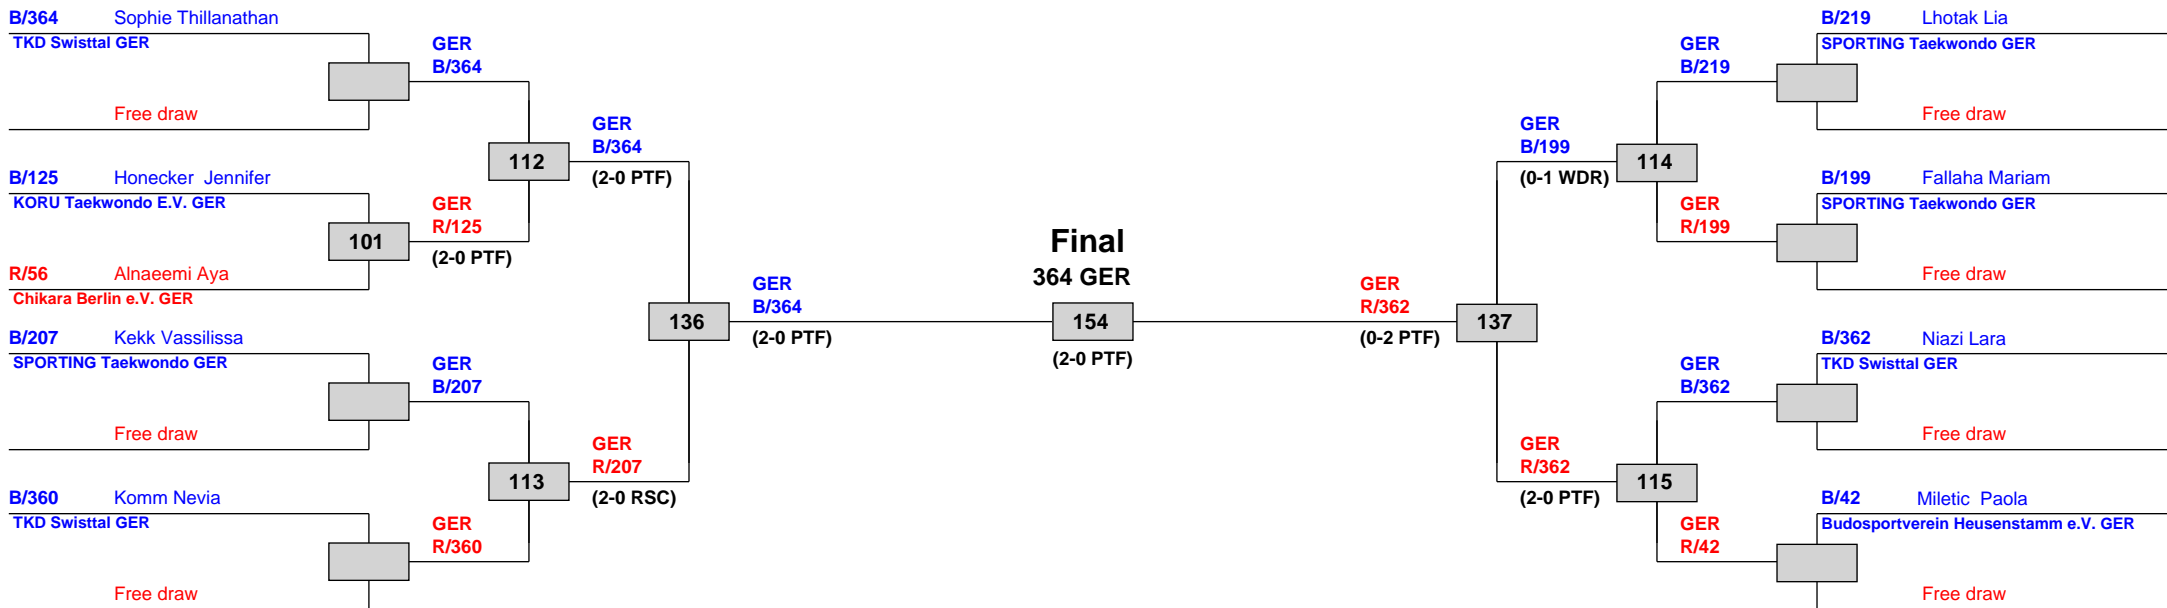 B/364 Sophie Thillanathan
TKD Swisttal GER
Free draw
B/125 Honecker Jennifer
KORU Taekwondo E.V. GER
R/56 Alnaeemi Aya
Chikara Berlin e.V. GER
B/207 Kekk Vassilissa
SPORTING Taekwondo GER
Free draw
B/360 Komm Nevia
TKD Swisttal GER
Free draw
GER
B/364
101
GER
R/125
(2-0 PTF)
GER
B/207
GER
R/360
112
GER
B/364
(2-0 PTF)
113
GER
R/207
(2-0 RSC)
136
GER
B/364
(2-0 PTF)
Final
364 GER
154
(2-0 PTF)
GER
R/362
(0-2 PTF)
137
GER
B/199
(0-1 WDR)
114
GER
R/362
(2-0 PTF)
115
GER
B/219
GER
R/199
GER
B/362
GER
R/42
B/219 Lhotak Lia
SPORTING Taekwondo GER
Free draw
B/199 Fallaha Mariam
SPORTING Taekwondo GER
Free draw
B/362 Niazi Lara
TKD Swisttal GER
Free draw
B/42 Miletic Paola
Budosportverein Heusenstamm e.V. GER
Free draw